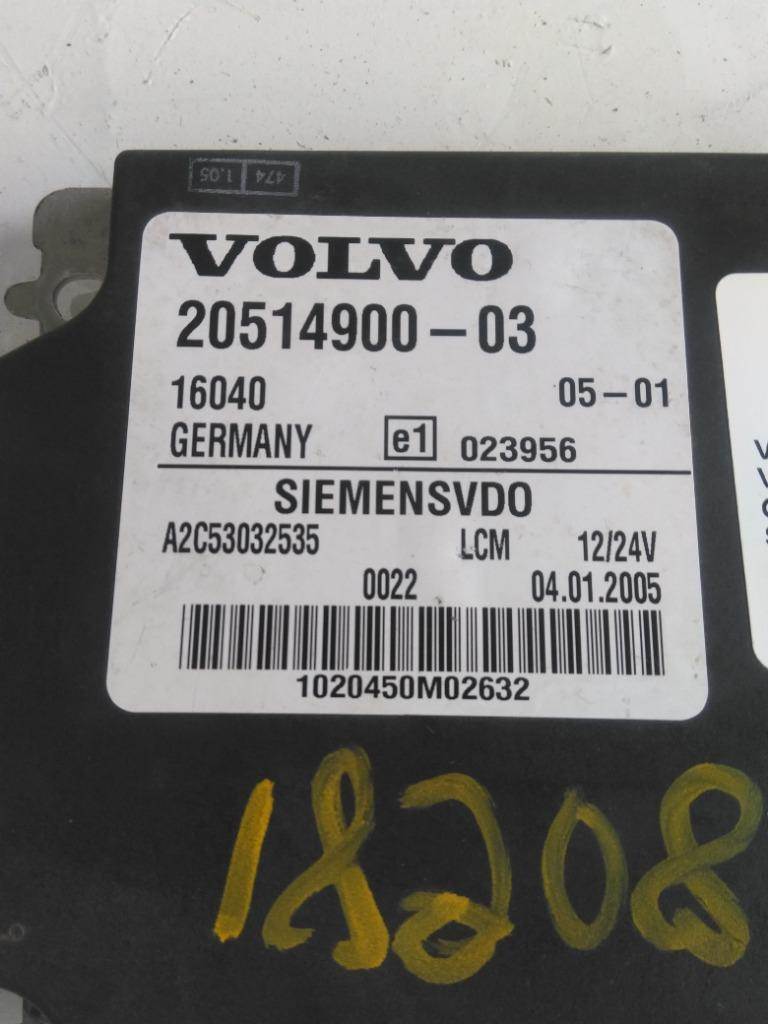 474 1.05
VOLVO
20514900-03
16040 05-01
GERMANY e1 023956
SIEMENSVDO
A2C53032535 LCM 12/24V
0022 04.01.2005
1020450M02632
18208